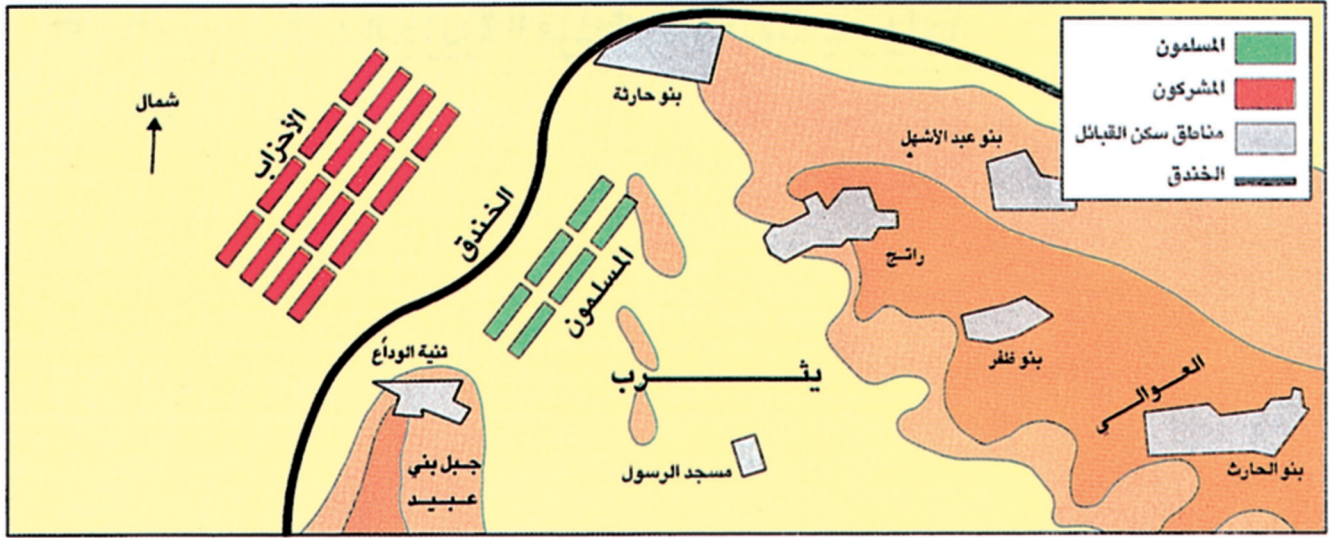 المسلمون
المشركون
مناطق سكن القبائل
الخندق
شمال
الأحزاب
الخندق
المسلمون
بنو حارثة
بنو عبد الأشهل
راتج
بنو ظفر
العوالي
بنو الحارث
يثرب
مسجد الرسول
ثنية الوداع
جبل بني
عبيد